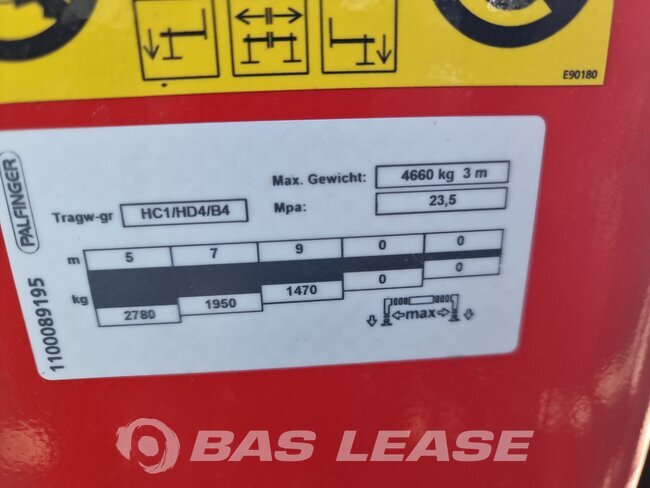 E90180
PALFINGER
1100089195
Max. Gewicht: 4660 kg 3 m
Tragw-gr HC1/HD4/B4 Mpa: 23,5
m 5 7 9 0 0
kg 2780 1950 1470 0 0
max
BAS LEASE